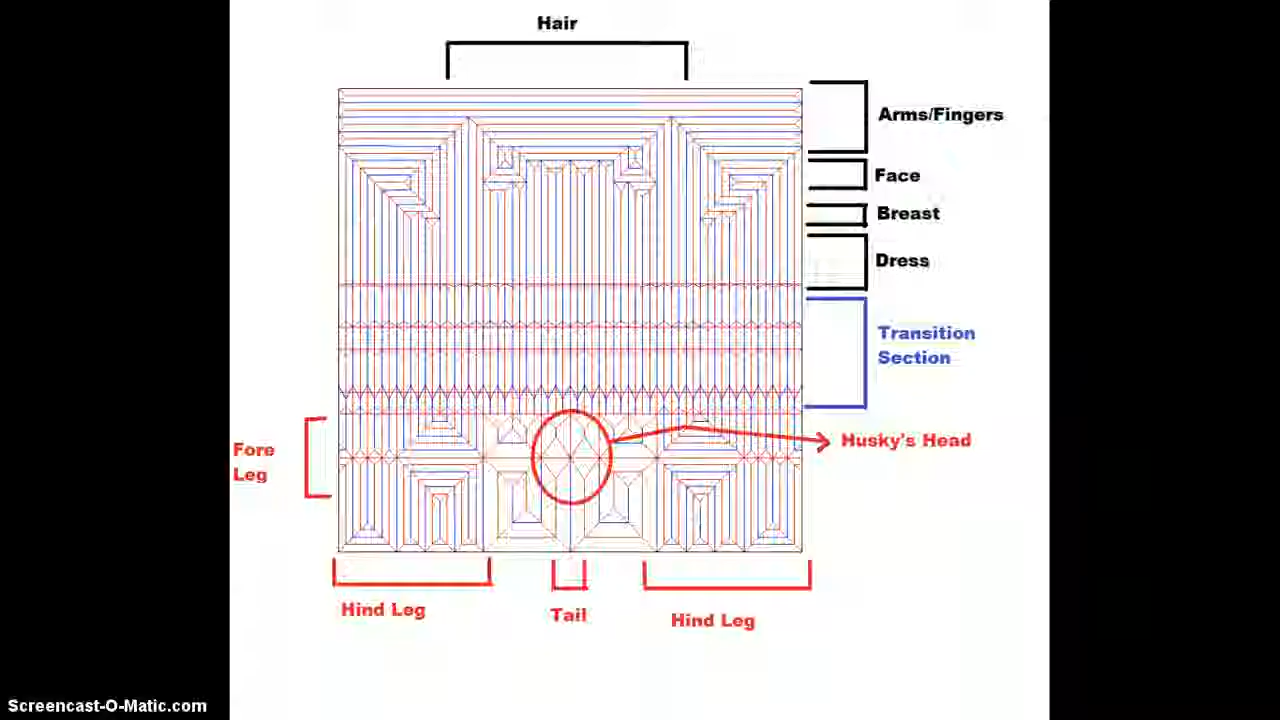 Hair
Arms/Fingers
Face
Breast
Dress
Transition
Section
Fore
Leg
Husky's Head
Hind Leg
Tail
Hind Leg
Screencast-O-Matic.com